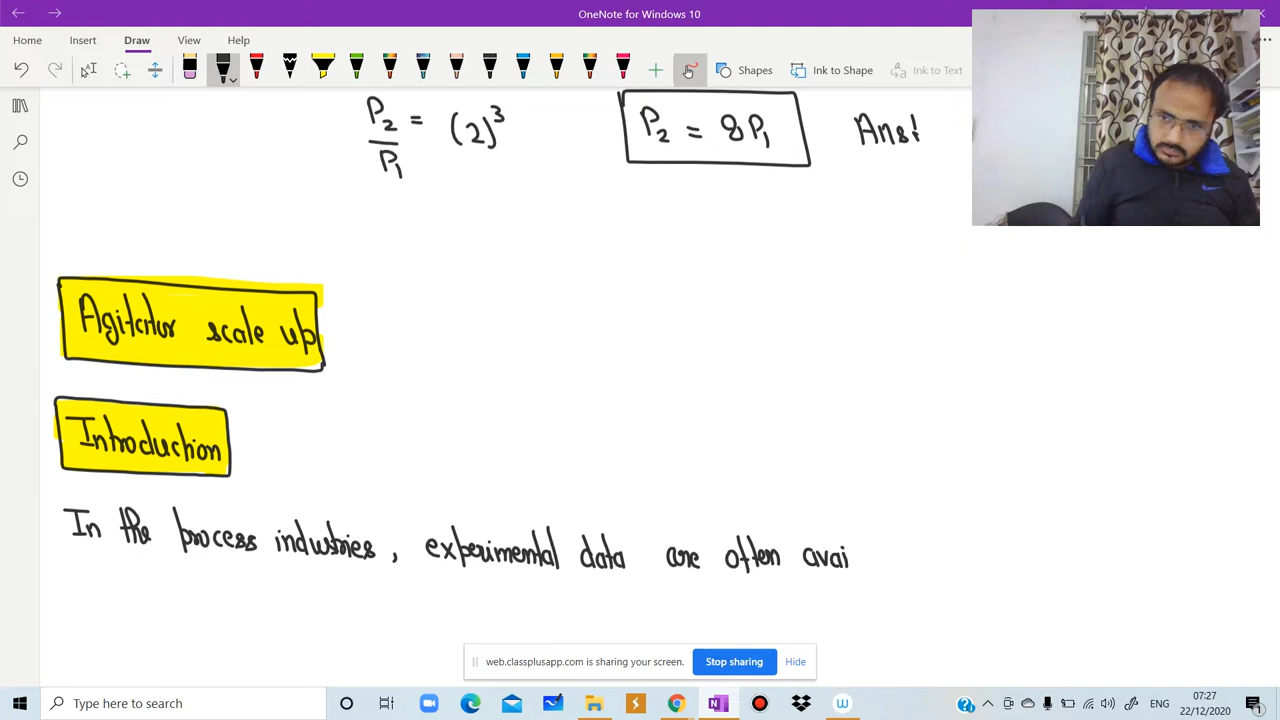 OneNote for Windows 10
Home Insert Draw View Help
Shapes Ink to Shape Ink to Text
P2/P1 = (2)^3 P2 = 8P1 Ans!
Agitator scale up
Introduction
In the process industries, experimental data are often avai
web.classplusapp.com is sharing your screen. Stop sharing Hide
Type here to search
ENG 07:27
22/12/2020 1